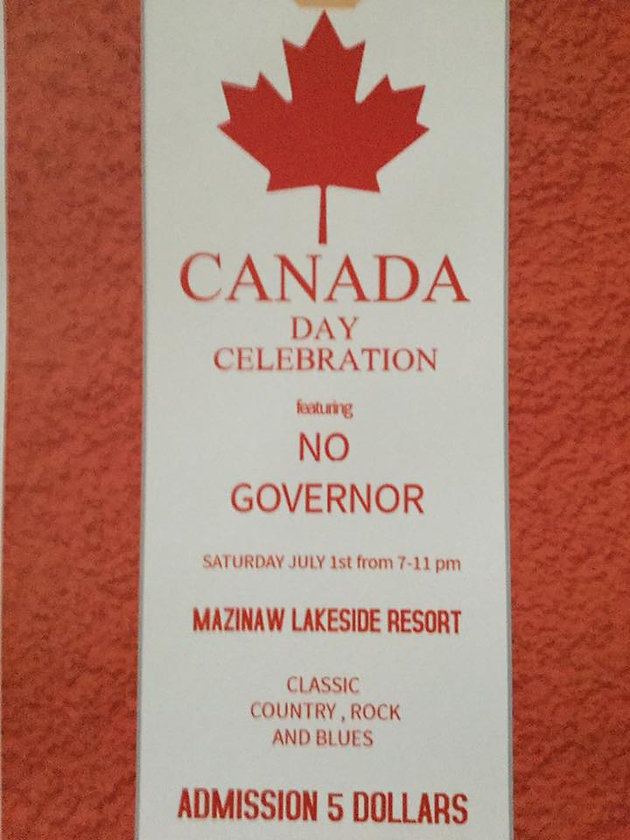 CANADA
DAY
CELEBRATION
featuring
NO
GOVERNOR
SATURDAY JULY 1st from 7-11 pm
MAZINAW LAKESIDE RESORT
CLASSIC
COUNTRY , ROCK
AND BLUES
ADMISSION 5 DOLLARS